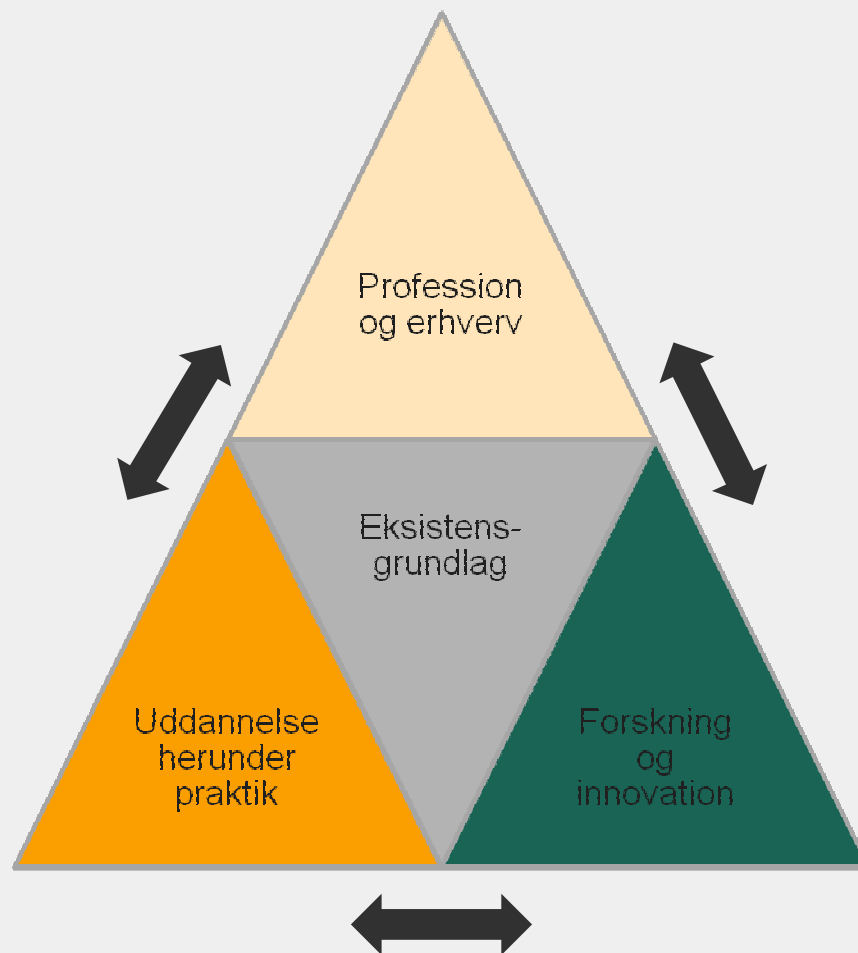 Profession
og erhverv
Eksistens-
grundlag
Uddannelse
herunder
praktik
Forskning
og
innovation